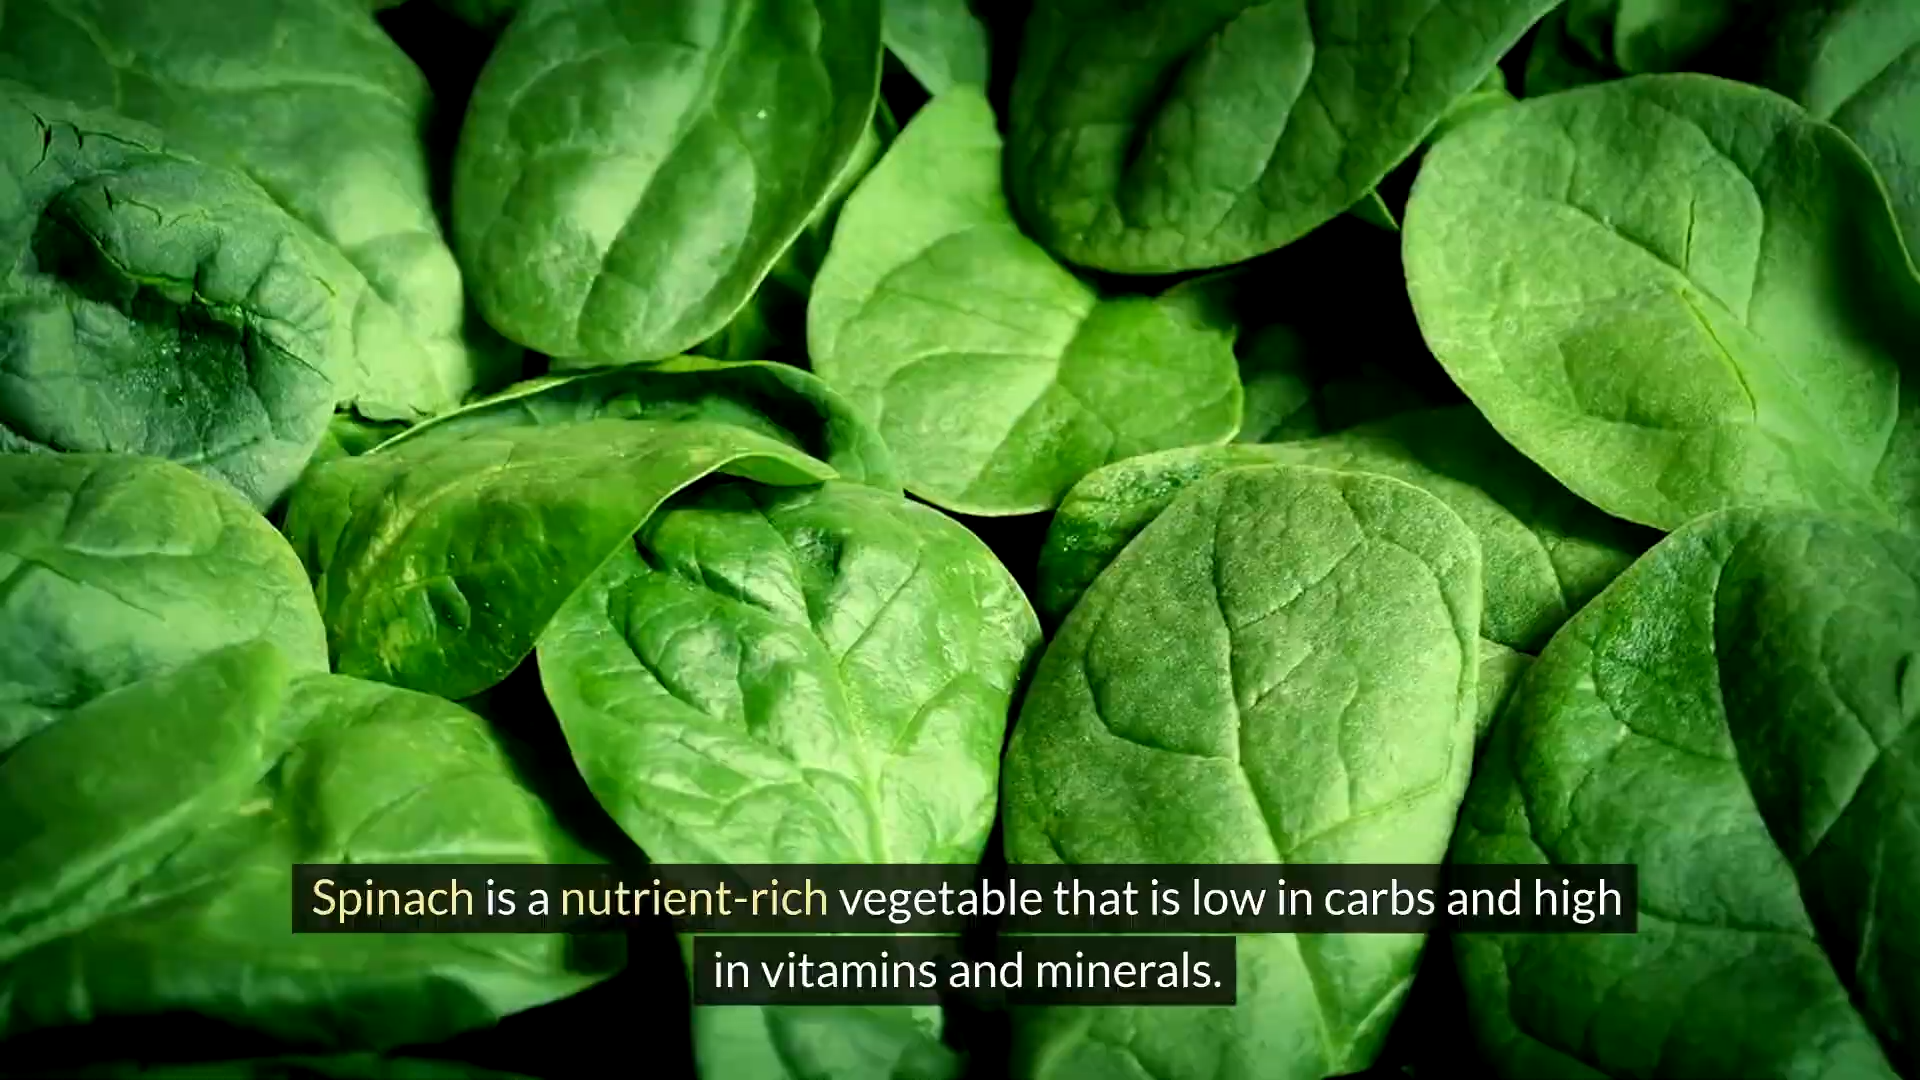 Spinach is a nutrient-rich vegetable that is low in carbs and high
in vitamins and minerals.